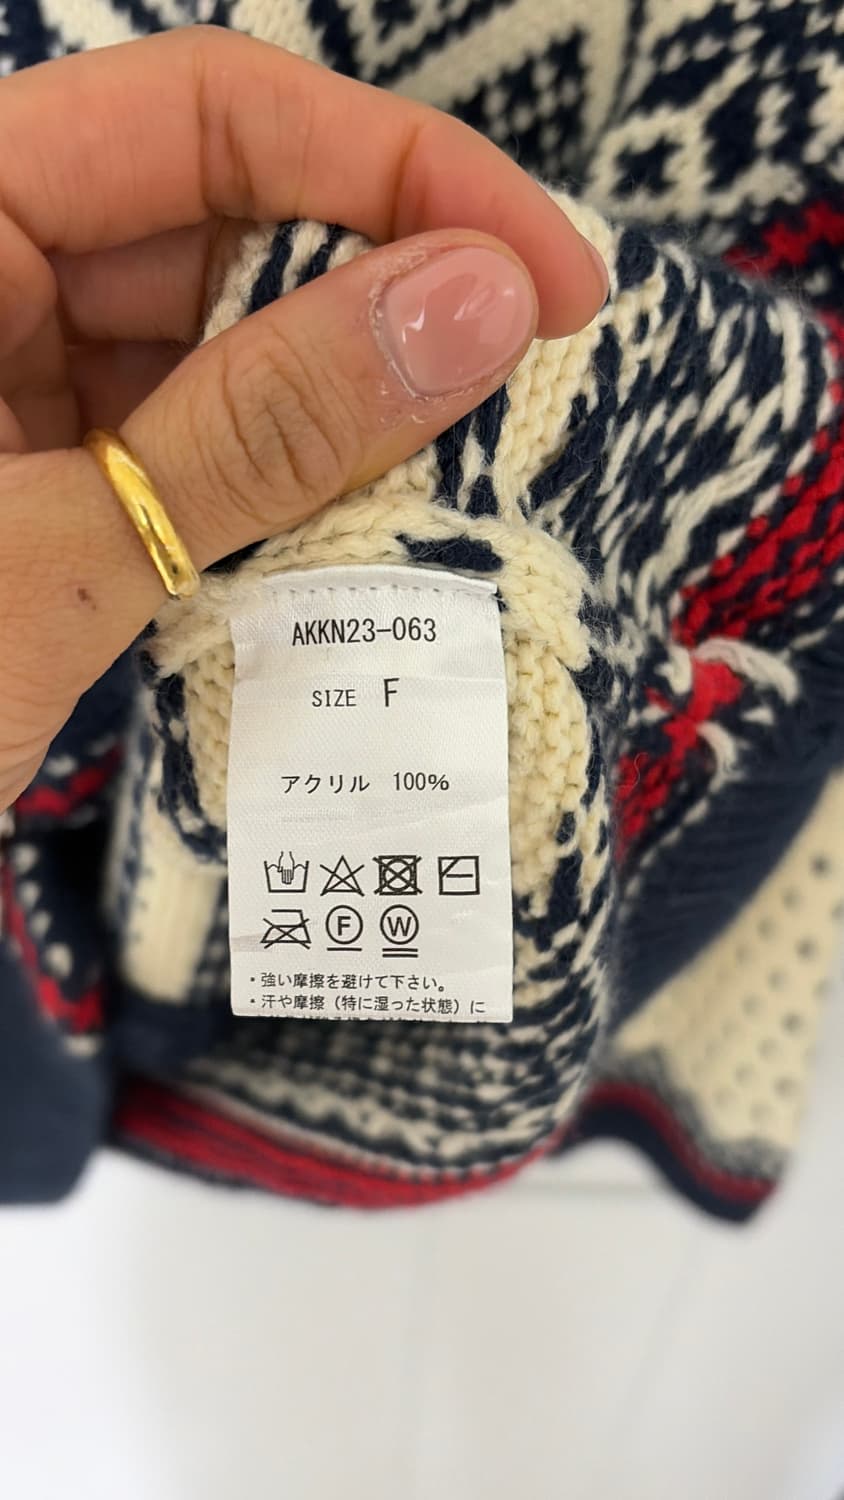 AKKN23-063
SIZE F
アクリル 100%
F W
・強い摩擦を避けて下さい。
・汗や摩擦（特に湿った状態）に